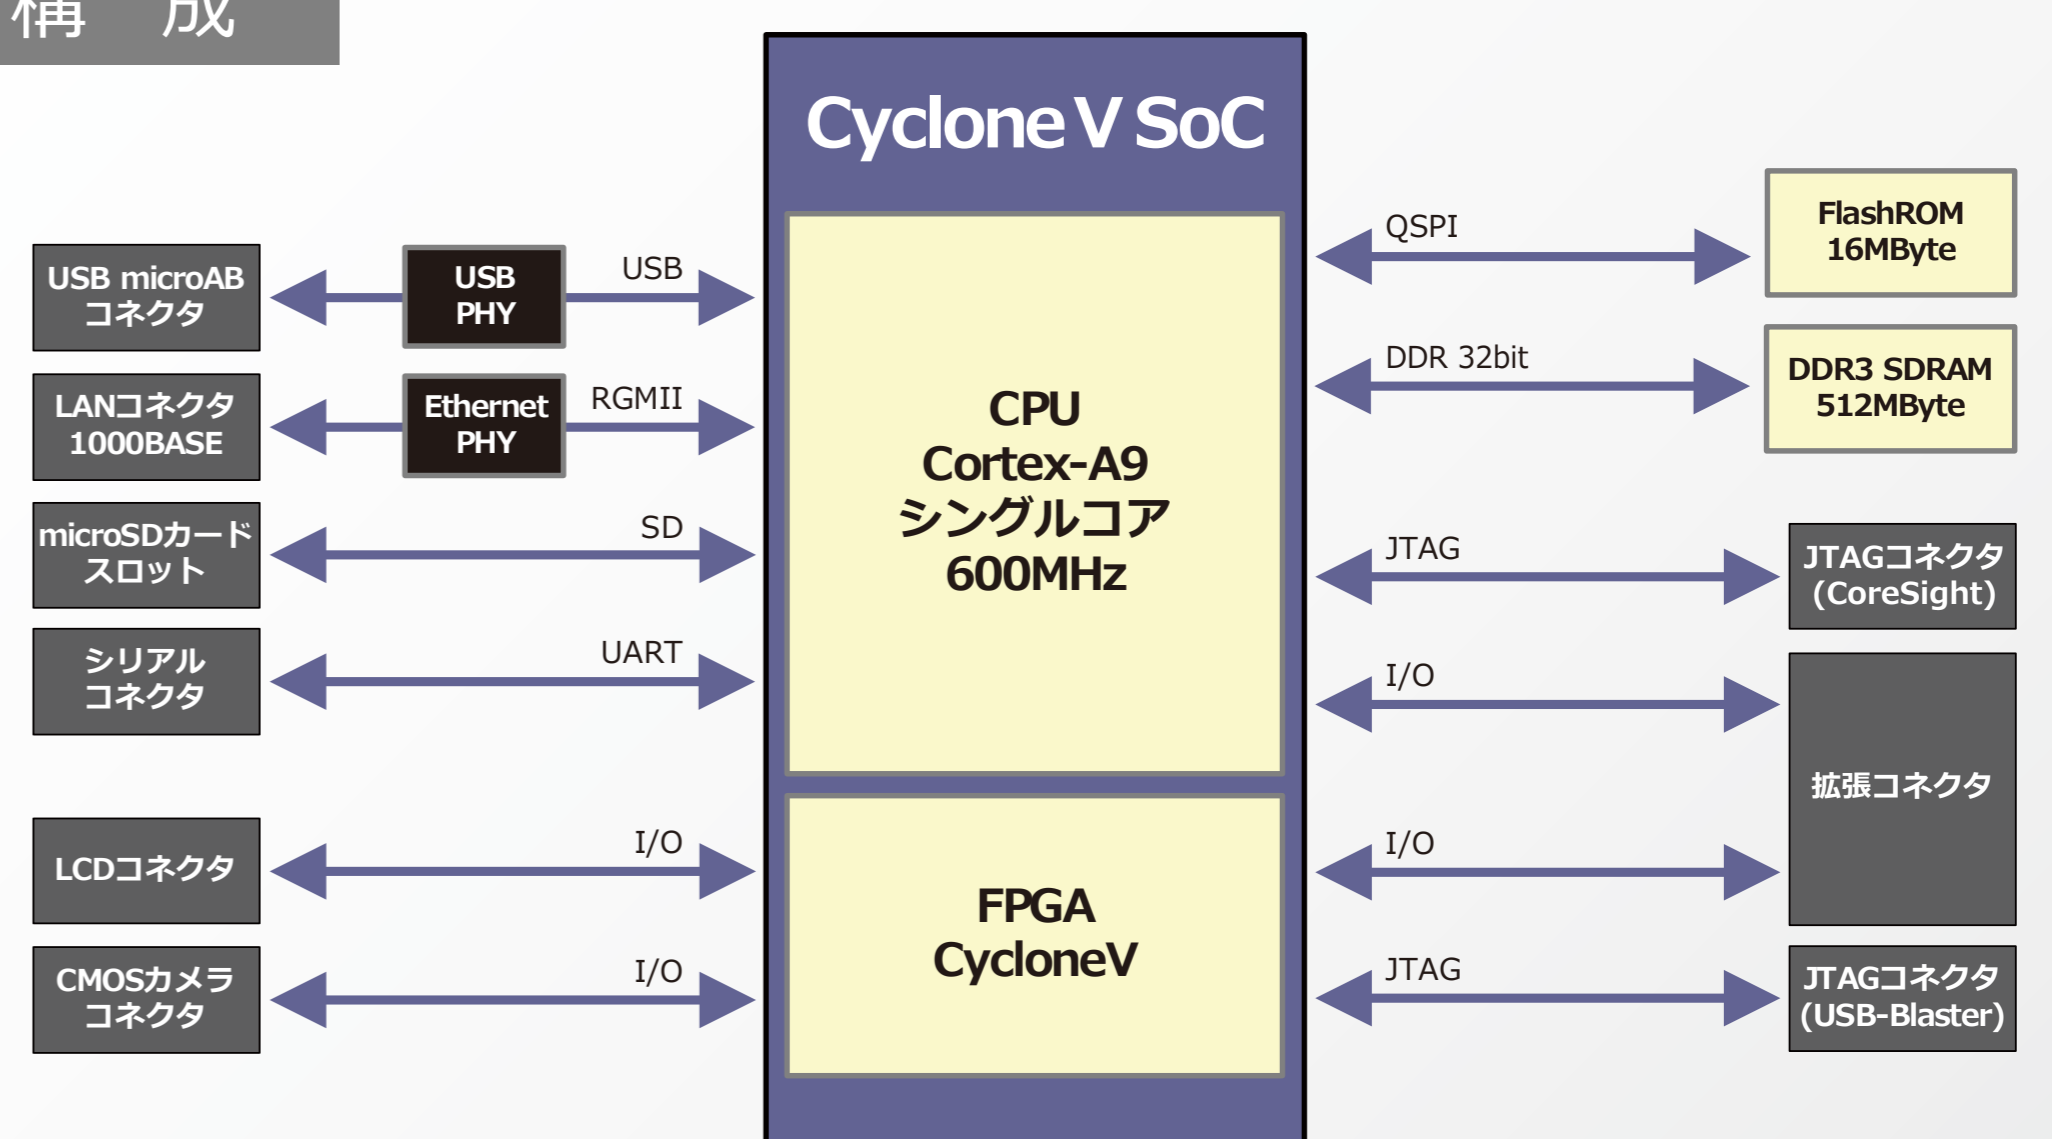 構 成
Cyclone V SoC
USB microAB
コネクタ
USB
PHY
USB
LANコネクタ
1000BASE
Ethernet
PHY
RGMII
microSDカード
スロット
SD
シリアル
コネクタ
UART
LCDコネクタ
I/O
CMOSカメラ
コネクタ
I/O
CPU
Cortex-A9
シングルコア
600MHz
FPGA
CycloneV
QSPI
FlashROM
16MByte
DDR 32bit
DDR3 SDRAM
512MByte
JTAG
JTAGコネクタ
(CoreSight)
I/O
拡張コネクタ
I/O
JTAG
JTAGコネクタ
(USB-Blaster)